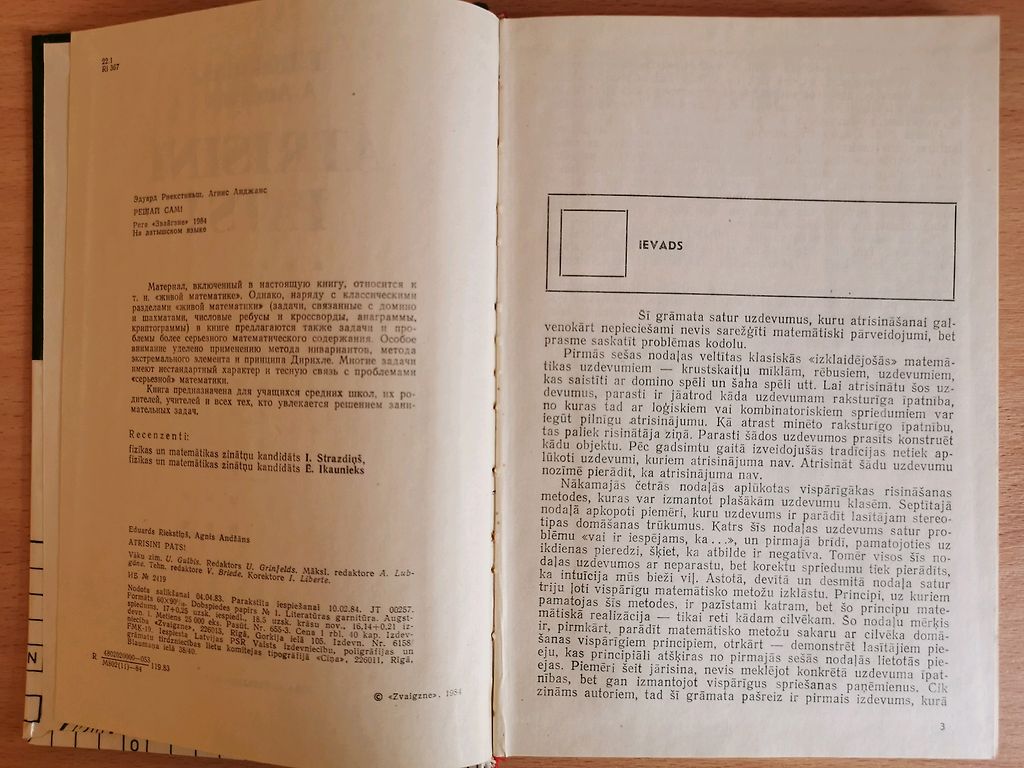 22.1
Ri 367
Эдуард Риекстиньш, Агнис Анджанс
РЕШАЙ САМ!
Рига «Звайгзне» 1984
На латышском языке
Материал, включенный в настоящую книгу, относится к
т. н. «живой математике». Однако, наряду с классическими
разделами «живой математики» (задачи, связанные с домино
и шахматами, числовые ребусы и кроссворды, анаграммы,
криптограммы) в книге предлагаются также задачи и про-
блемы более серьезного математического содержания. Особое
внимание уделено применению метода инвариантов, метода
экстремального элемента и принципа Дирихле. Многие задачи
имеют нестандартный характер и тесную связь с проблемами
«серьезной» математики.
Книга предназначена для учащихся средних школ, их ро-
дителей, учителей и всех тех, кто увлекается решением зани-
мательных задач.
Recenzenti:
fizikas un matemātikas zinātņu kandidāts I. Strazdiņš,
fizikas un matemātikas zinātņu kandidāts Ē. Ikaunieks
Eduards Riekstiņš, Agnis Andžāns
ATRISINI PATS!
Vāku zīm. U. Gulbis. Redaktors U. Grinfelds. Māksl. redaktore A. Lub-
gāne. Tehn. redaktore V. Briede. Korektore I. Liberte.
ИБ № 2419
Nodota salikšanai 04.04.83. Parakstīta iespiešanai 10.02.84. JT 00257.
Formāts 60×90/16. Dobspiedes papīrs № 1. Literatūras garnitūra. Augst-
spiedums. 17+0,25 uzsk. iespiedl., 18,5 uzsk. krāsu nov., 16,14+0,21 iz-
devn. l. Metiens 25 000 eks. Pasūt. Nr. 655-3. Cena 1 rbl. 40 kap. Izdev-
niecība «Zvaigzne», 226013, Rīgā, Gorkija ielā 105. Izdevn. Nr. 6158
FMK-19. Iespiesta Latvijas PSR Valsts izdevniecību, poligrāfijas un
grāmatu tirdzniecības lietu komitejas tipogrāfijā «Cīņa», 226011, Rīgā,
Blaumaņa ielā 38/40.
R 4802020000—053
M802(11)—84 119.83
© «Zvaigzne», 1984
IEVADS
Šī grāmata satur uzdevumus, kuru atrisināšanai gal-
venokārt nepieciešami nevis sarežģīti matemātiski pārveidojumi, bet
prasme saskatīt problēmas kodolu.
Pirmās sešas nodaļas veltītas klasiskās «izklaidējošās» matemā-
tikas uzdevumiem — krustskaitļu mīklām, rēbusiem, uzdevumiem,
kas saistīti ar domino spēli un šaha spēli utt. Lai atrisinātu šos uz-
devumus, parasti ir jāatrod kāda uzdevumam raksturīga īpatnība,
no kuras tad ar loģiskiem vai kombinatoriskiem spriedumiem var
iegūt pilnīgu atrisinājumu. Kā atrast minēto raksturīgo īpatnību,
tas paliek risinātāja ziņā. Parasti šādos uzdevumos prasīts konstruēt
kādu objektu. Pēc gadsimtu gaitā izveidojušās tradīcijas netiek ap-
lūkoti uzdevumi, kuriem atrisinājuma nav. Atrisināt šādu uzdevumu
nozīmē pierādīt, ka atrisinājuma nav.
Nākamajās četrās nodaļās aplūkotas vispārīgākas risināšanas
metodes, kuras var izmantot plašākām uzdevumu klasēm. Septītajā
nodaļā apkopoti piemēri, kuru uzdevums ir parādīt lasītājam stereo-
tipas domāšanas trūkumus. Katrs šīs nodaļas uzdevums satur pro-
blēmu «vai ir iespējams, ka...», un pirmajā brīdī, pamatojoties uz
ikdienas pieredzi, šķiet, ka atbilde ir negatīva. Tomēr visos šīs no-
daļas uzdevumos ar neparastu, bet korektu spriedumu tiek pierādīts,
ka intuīcija mūs bieži viļ. Astotā, devītā un desmitā nodaļa satur
triju ļoti vispārīgu matemātisko metožu izklāstu. Principi, uz kuriem
pamatojas šīs metodes, ir pazīstami katram, bet šo principu mate-
mātiskā realizācija — tikai reti kādam cilvēkam. Šo nodaļu mērķis
ir, pirmkārt, parādīt matemātisko metožu sakaru ar cilvēka domā-
šanas vispārīgiem principiem, otrkārt — demonstrēt lasītājiem pie-
eju, kas principiāli atšķiras no pirmajās sešās nodaļās lietotās pie-
ejas. Piemēri šeit jārisina, nevis meklējot konkrētā uzdevuma īpat-
nības, bet gan izmantojot vispārīgus spriešanas paņēmienus. Cik
zināms autoriem, tad šī grāmata pašreiz ir pirmais izdevums, kurā
3